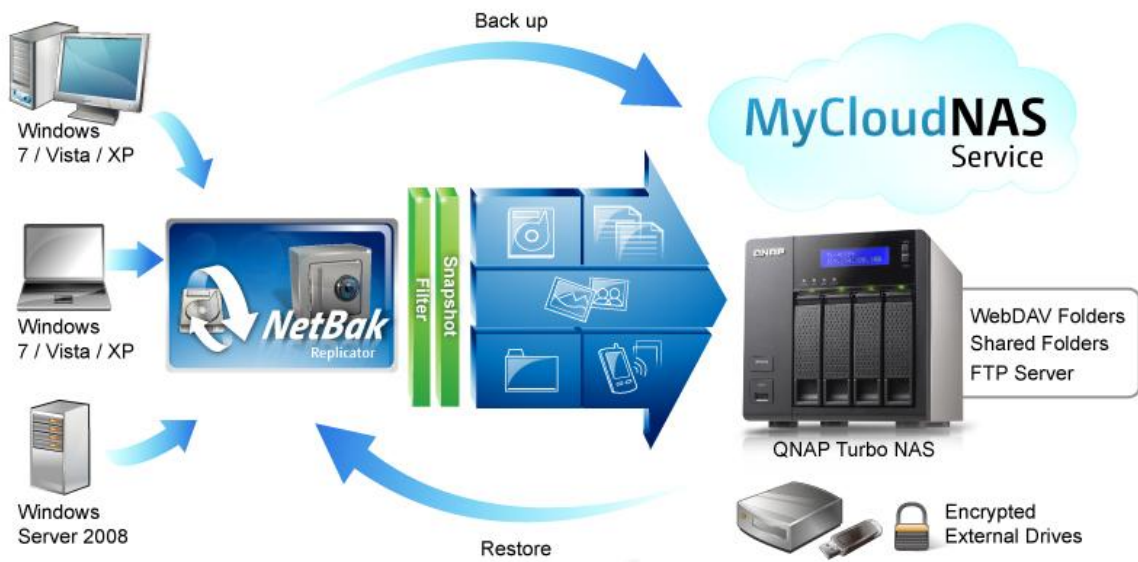 Back up
MyCloudNAS
Service
Windows
7 / Vista / XP
Windows
7 / Vista / XP
Windows
Server 2008
NetBak
Replicator
Filter
Snapshot
QNAP
WebDAV Folders
Shared Folders
FTP Server
QNAP Turbo NAS
Encrypted
External Drives
Restore